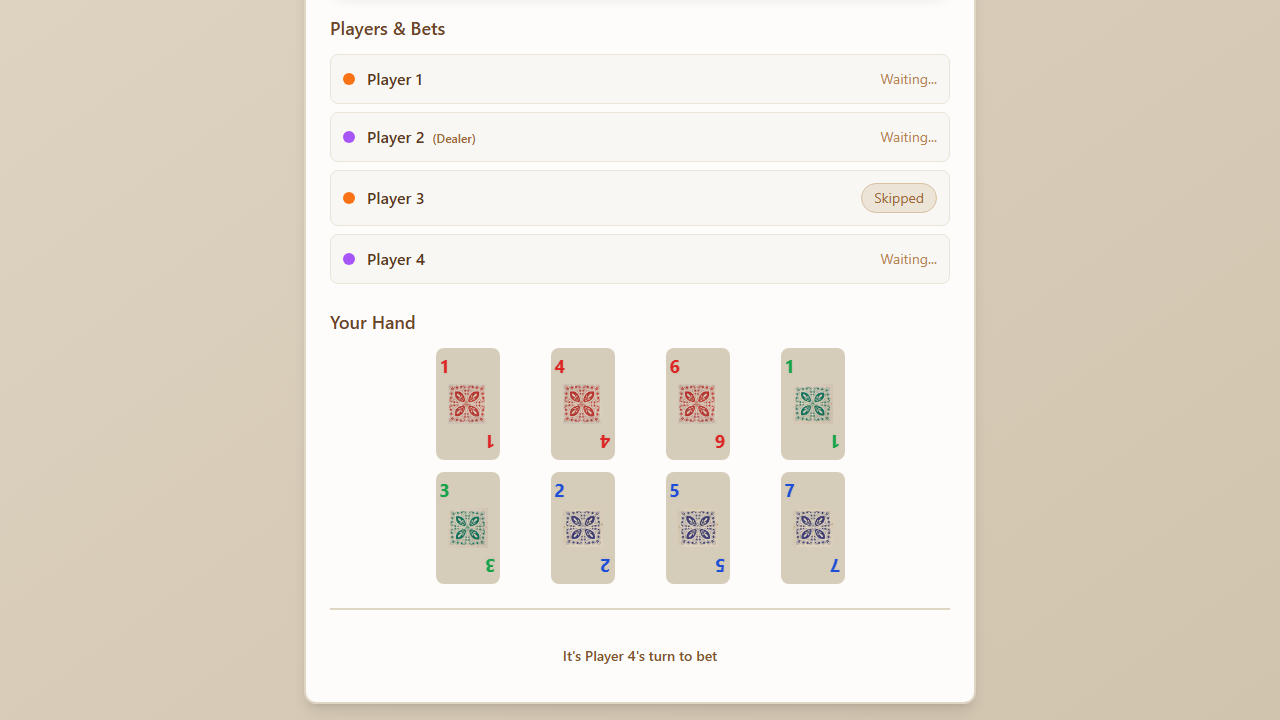 Players & Bets
Player 1 Waiting...
Player 2 (Dealer) Waiting...
Player 3 Skipped
Player 4 Waiting...
Your Hand
1 4 6 1
1 4 6 1
3 2 5 7
3 2 5 7
It's Player 4's turn to bet